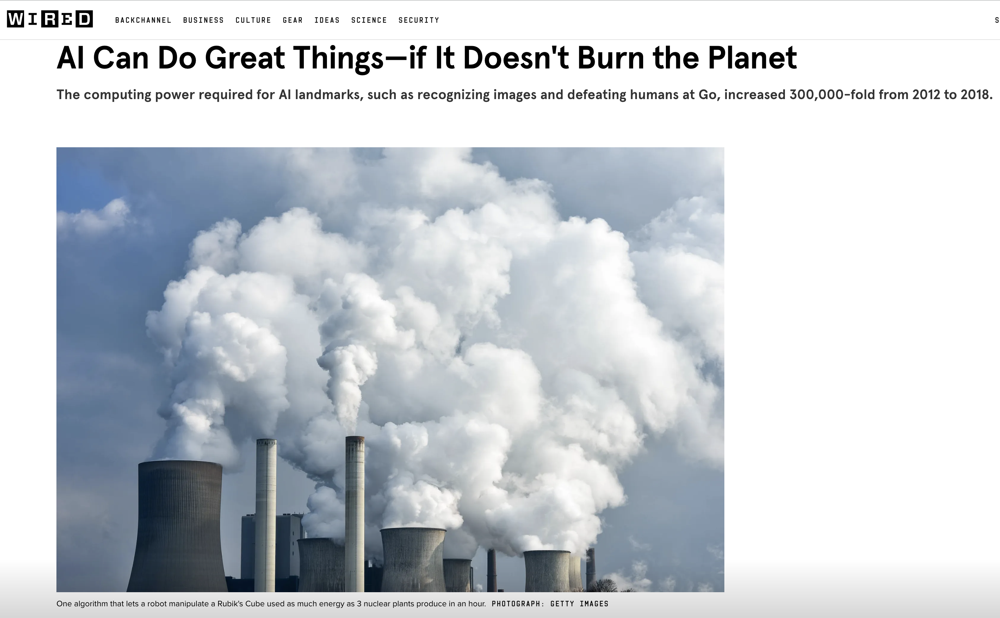 WIRED
BACKCHANNEL BUSINESS CULTURE GEAR IDEAS SCIENCE SECURITY S
AI Can Do Great Things—if It Doesn't Burn the Planet
The computing power required for AI landmarks, such as recognizing images and defeating humans at Go, increased 300,000-fold from 2012 to 2018.
One algorithm that lets a robot manipulate a Rubik's Cube used as much energy as 3 nuclear plants produce in an hour. PHOTOGRAPH: GETTY IMAGES